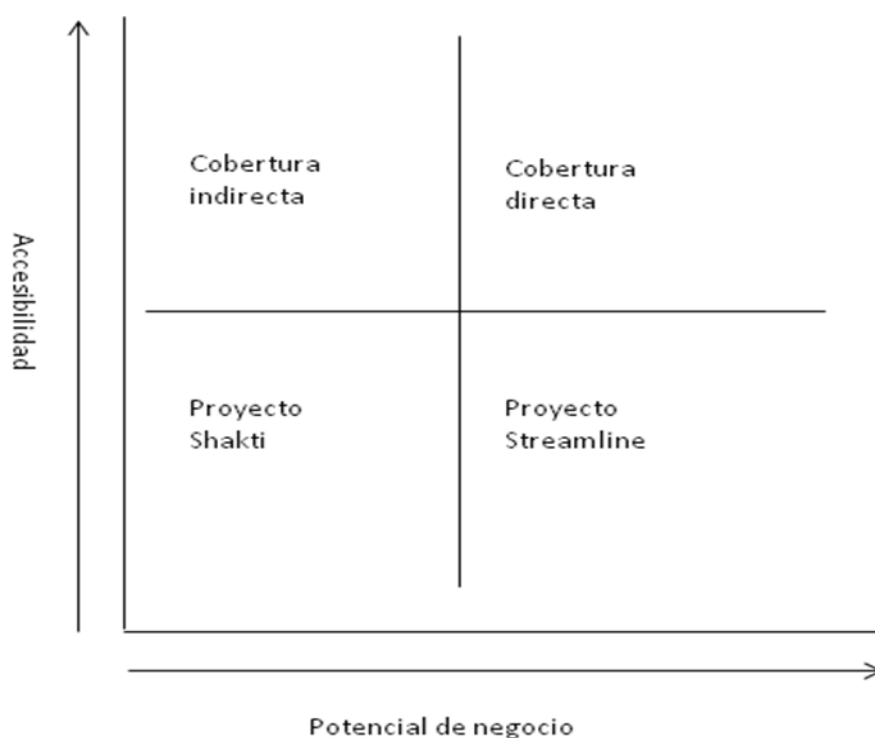 Cobertura
indirecta
Cobertura
directa
Accesibilidad
Proyecto
Shakti
Proyecto
Streamline
Potencial de negocio